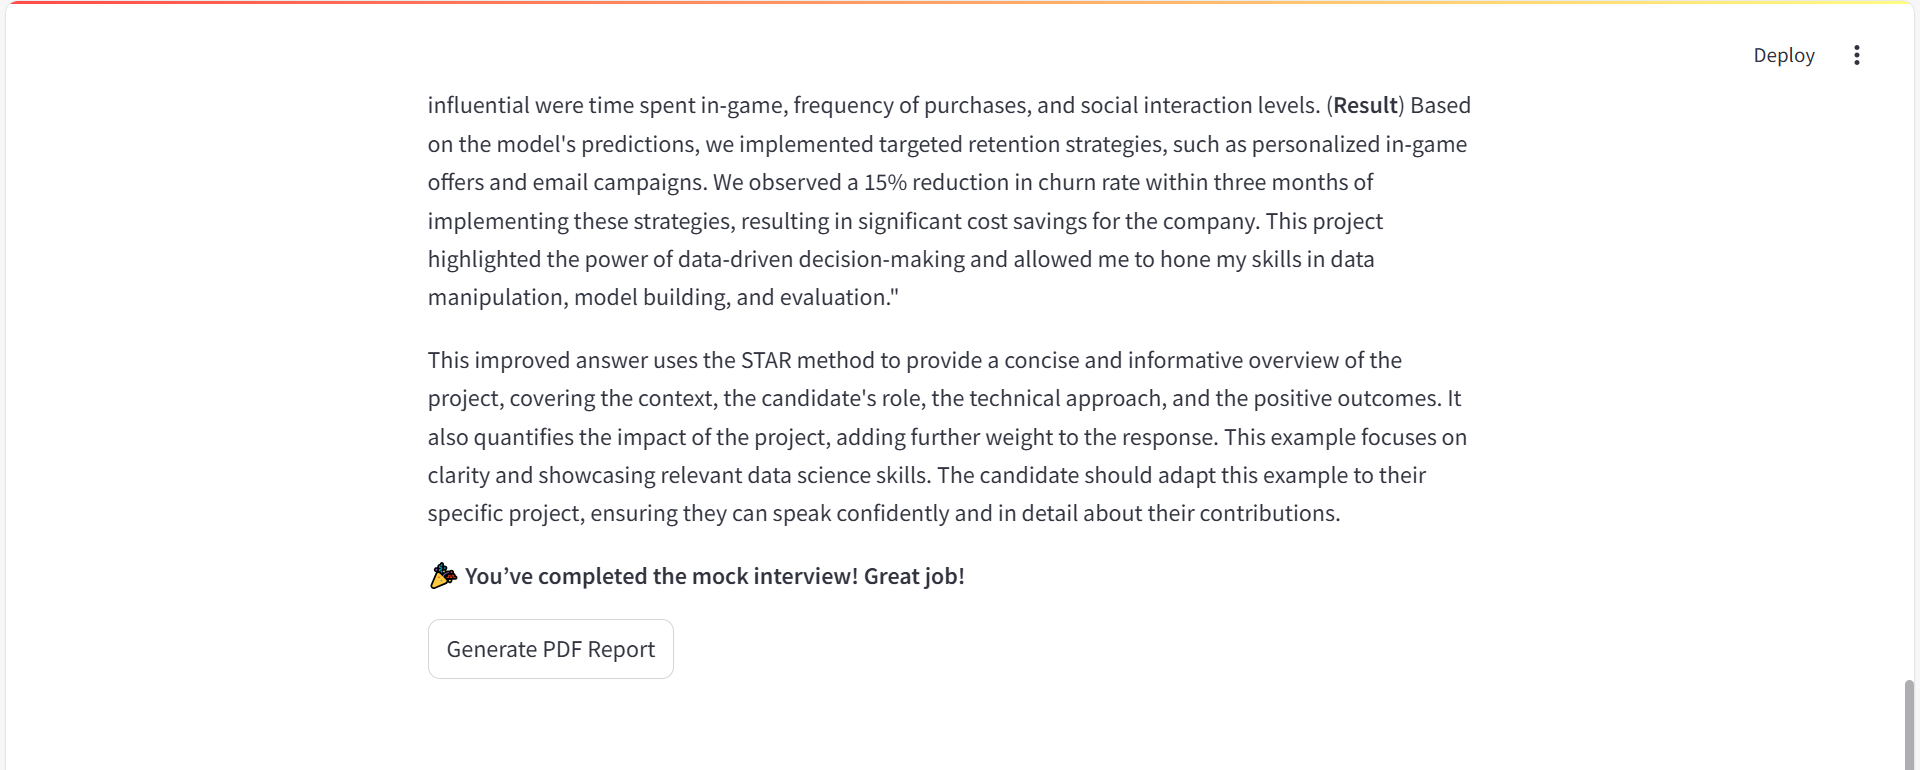 Deploy
influential were time spent in-game, frequency of purchases, and social interaction levels. (Result) Based
on the model's predictions, we implemented targeted retention strategies, such as personalized in-game
offers and email campaigns. We observed a 15% reduction in churn rate within three months of
implementing these strategies, resulting in significant cost savings for the company. This project
highlighted the power of data-driven decision-making and allowed me to hone my skills in data
manipulation, model building, and evaluation."
This improved answer uses the STAR method to provide a concise and informative overview of the
project, covering the context, the candidate's role, the technical approach, and the positive outcomes. It
also quantifies the impact of the project, adding further weight to the response. This example focuses on
clarity and showcasing relevant data science skills. The candidate should adapt this example to their
specific project, ensuring they can speak confidently and in detail about their contributions.
🎉 You’ve completed the mock interview! Great job!
Generate PDF Report